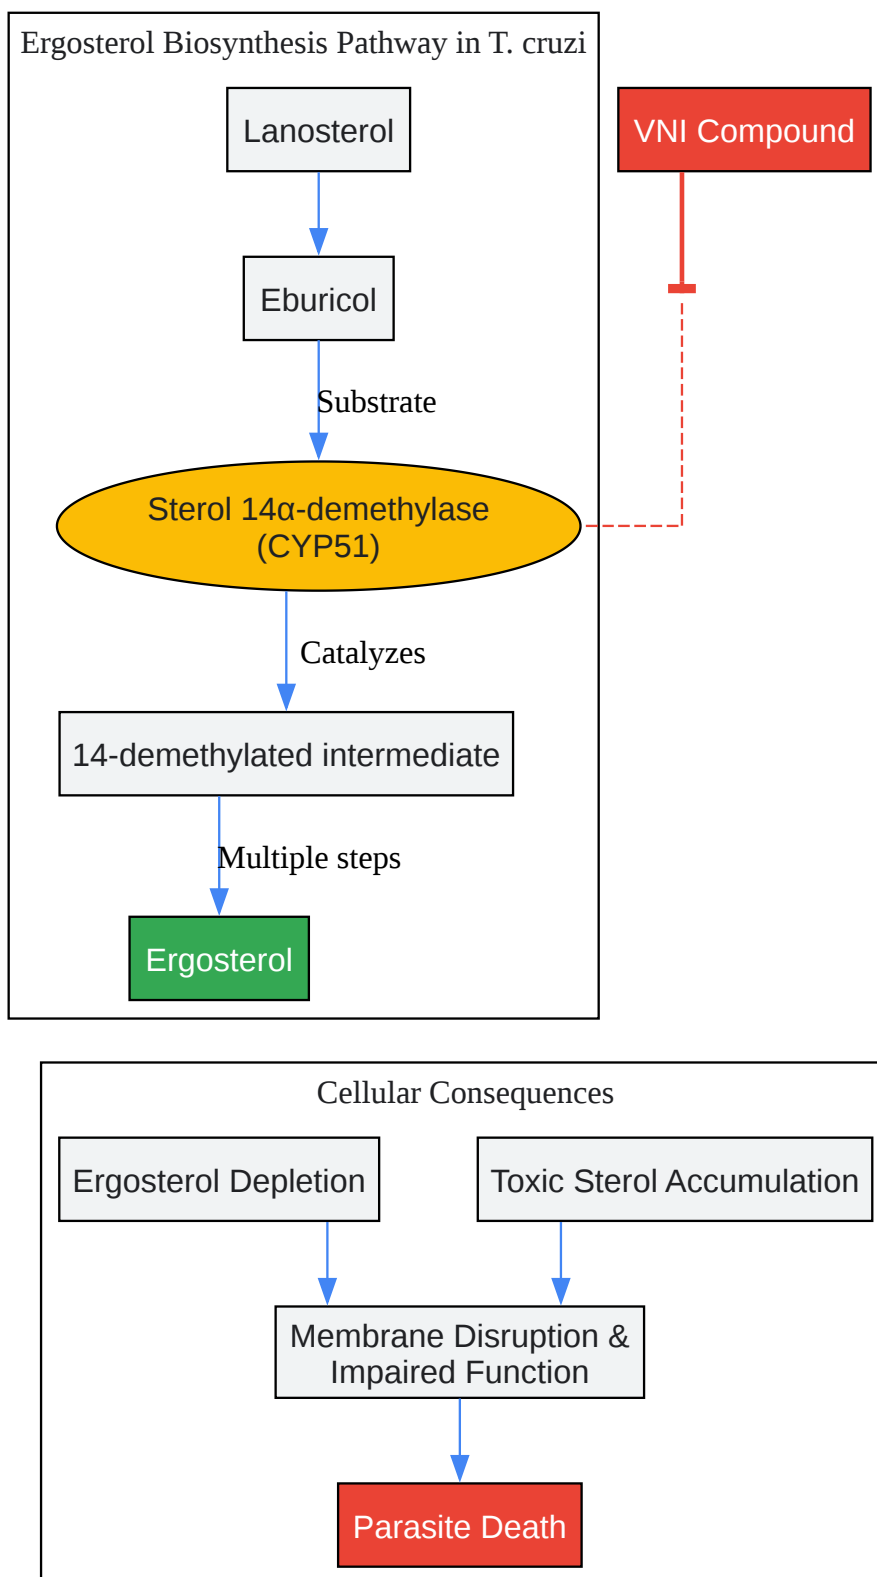 Ergosterol Biosynthesis Pathway in T. cruzi
Lanosterol
VNI Compound
Eburicol
Substrate
Sterol 14α-demethylase
(CYP51)
Catalyzes
14-demethylated intermediate
Multiple steps
Ergosterol
Cellular Consequences
Ergosterol Depletion
Toxic Sterol Accumulation
Membrane Disruption &
Impaired Function
Parasite Death